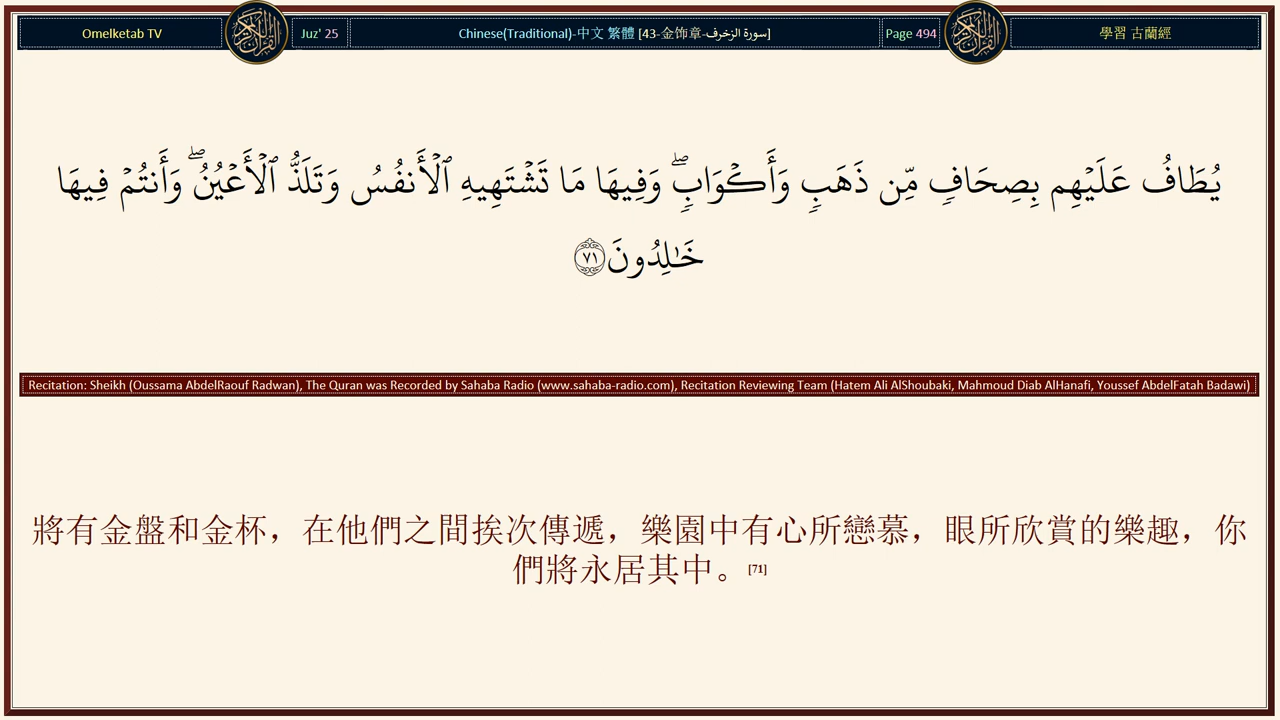 Omelketab TV
Juz' 25
Chinese(Traditional)-中文 繁體 [43-金饰章-سورة الزخرف]
Page 494
學習 古蘭經
يُطَافُ عَلَيۡهِم بِصِحَافٖ مِّن ذَهَبٖ وَأَكۡوَابٖۖ وَفِيهَا مَا تَشۡتَهِيهِ ٱلۡأَنفُسُ وَتَلَذُّ ٱلۡأَعۡيُنُۖ وَأَنتُمۡ فِيهَا
خَٰلِدُونَ ٧١
Recitation: Sheikh (Oussama AbdelRaouf Radwan), The Quran was Recorded by Sahaba Radio (www.sahaba-radio.com), Recitation Reviewing Team (Hatem Ali AlShoubaki, Mahmoud Diab AlHanafi, Youssef AbdelFatah Badawi)
將有金盤和金杯，在他們之間挨次傳遞，樂園中有心所戀慕，眼所欣賞的樂趣，你
們將永居其中。[71]